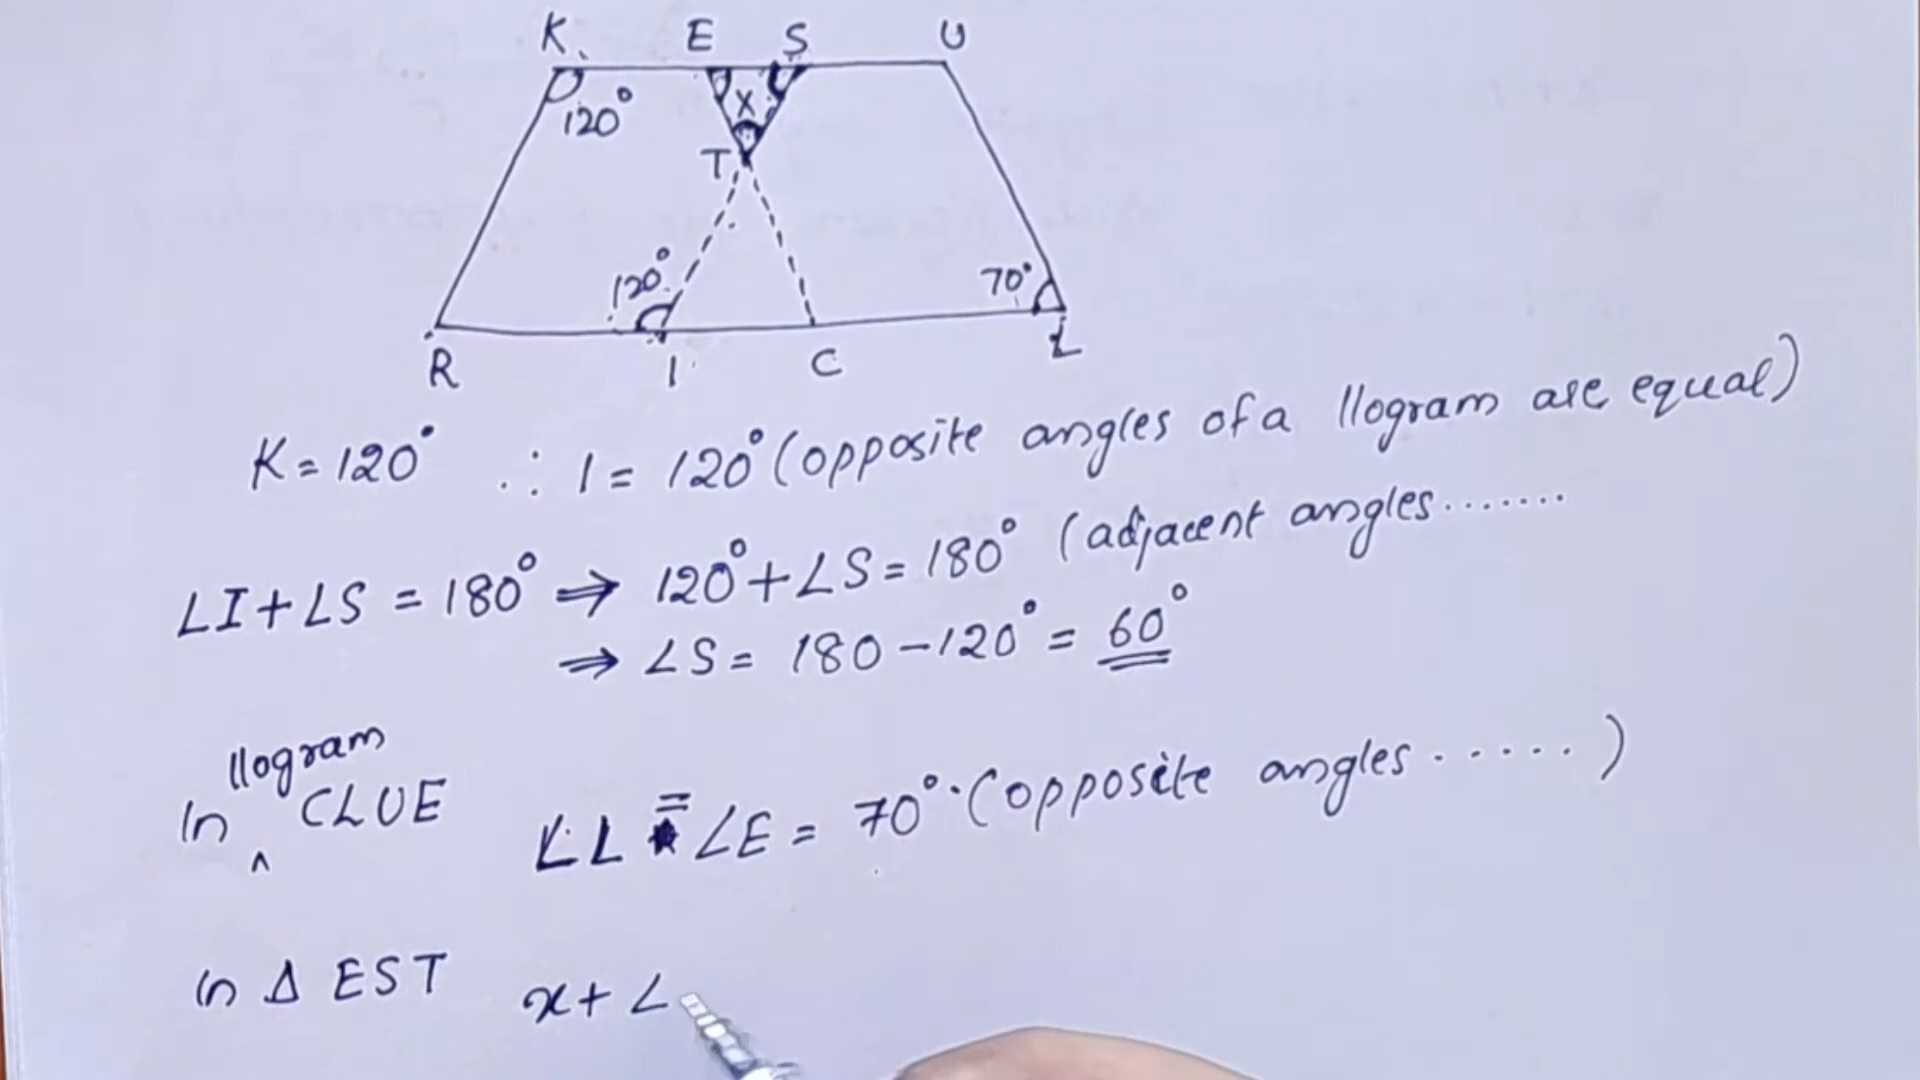 K E S U
120°
x
T
120°
70°
R I C L
K = 120° ∴ I = 120° (opposite angles of a llogram are equal)
∠I + ∠S = 180° ⇒ 120° + ∠S = 180° (adjacent angles.......
⇒ ∠S = 180 - 120° = 60°
llogram
In ^ CLUE ∠L = ∠E = 70°. (opposite angles ......)
In Δ EST x + ∠